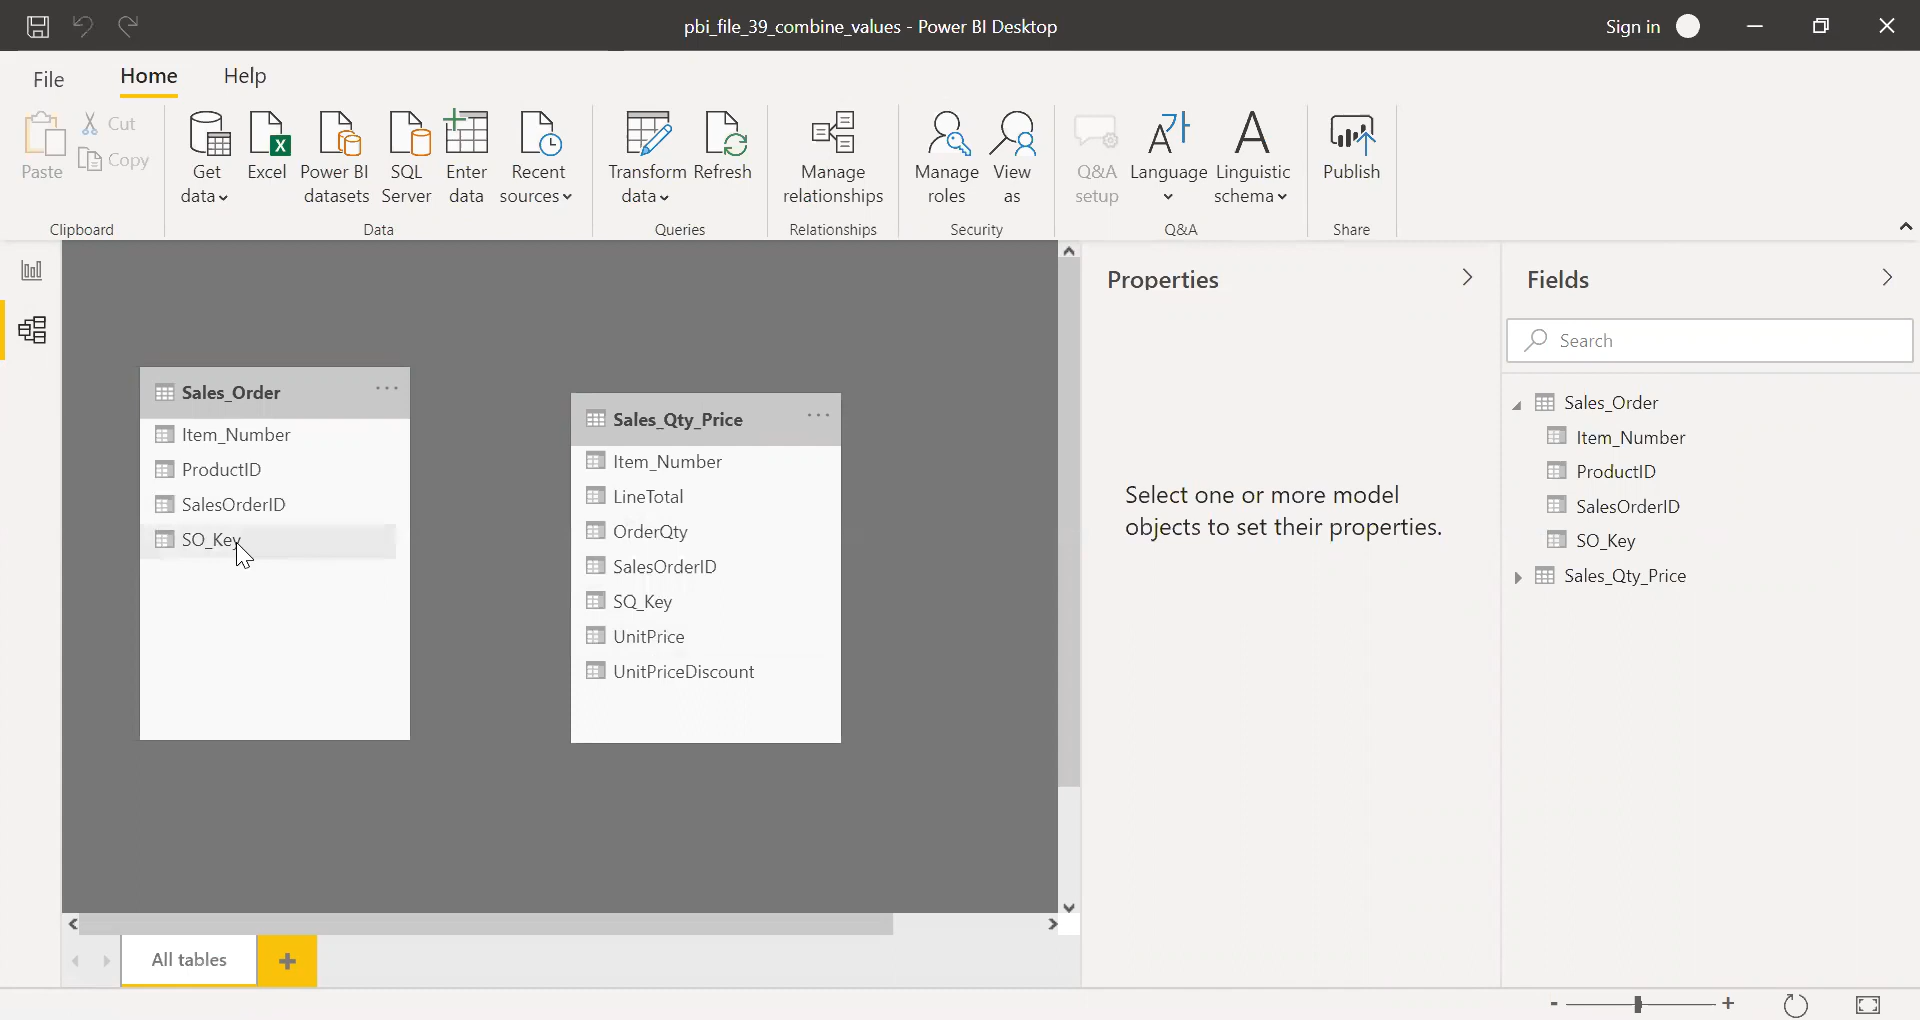 pbi_file_39_combine_values - Power BI Desktop
Sign in
File
Home
Help
Paste
Cut
Copy
Clipboard
Get data
Excel
Power BI datasets
SQL Server
Enter data
Recent sources
Data
Transform data
Refresh
Queries
Manage relationships
Relationships
Manage roles
View as
Security
Q&A setup
Language
Linguistic schema
Q&A
Publish
Share
Sales_Order
Item_Number
ProductID
SalesOrderID
SO_Key
Sales_Qty_Price
Item_Number
LineTotal
OrderQty
SalesOrderID
SQ_Key
UnitPrice
UnitPriceDiscount
Properties
Select one or more model
objects to set their properties.
Fields
Search
Sales_Order
Item_Number
ProductID
SalesOrderID
SO_Key
Sales_Qty_Price
All tables